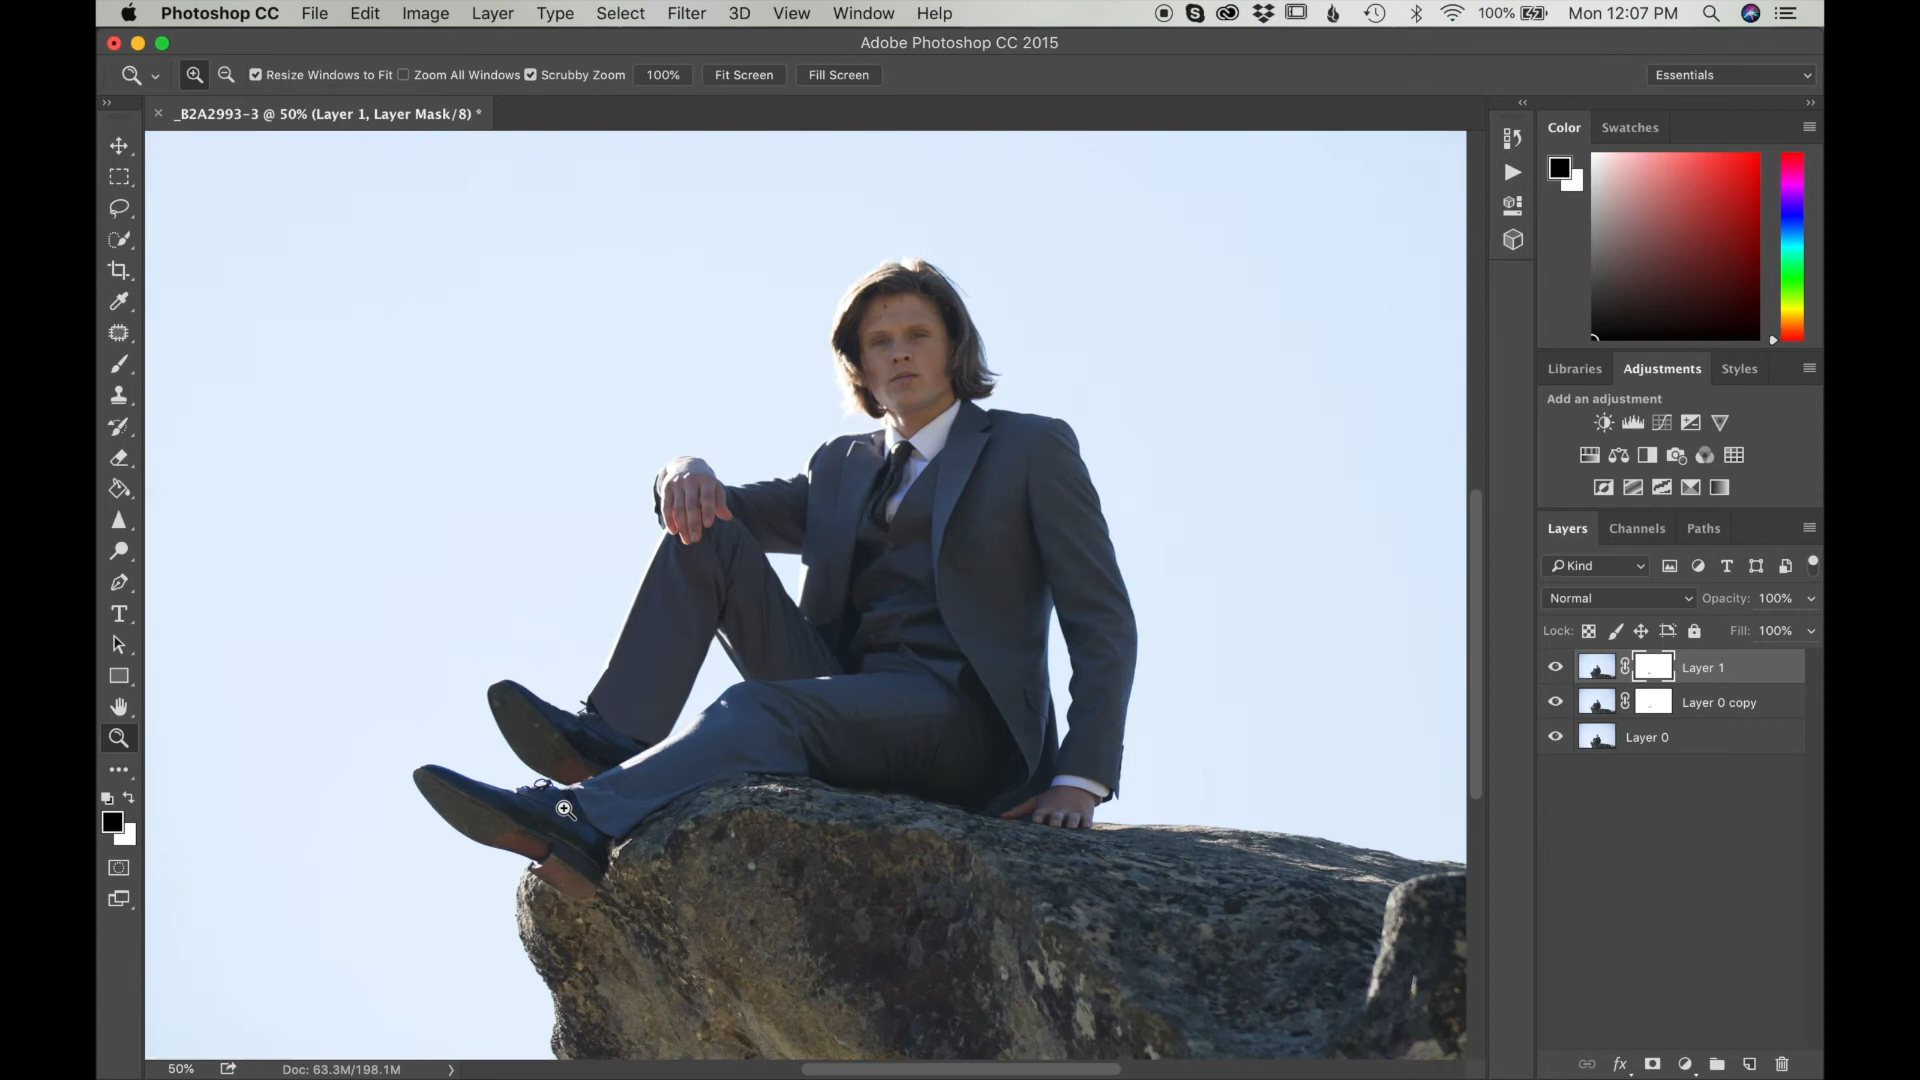 Photoshop CC File Edit Image Layer Type Select Filter 3D View Window Help 100% Mon 12:07 PM
Adobe Photoshop CC 2015
Resize Windows to Fit Zoom All Windows Scrubby Zoom 100% Fit Screen Fill Screen Essentials
_B2A2993-3 @ 50% (Layer 1, Layer Mask/8) *
Color Swatches
Libraries Adjustments Styles
Add an adjustment
Layers Channels Paths
Kind
Normal Opacity: 100%
Lock: Fill: 100%
Layer 1
Layer 0 copy
Layer 0
50% Doc: 63.3M/198.1M